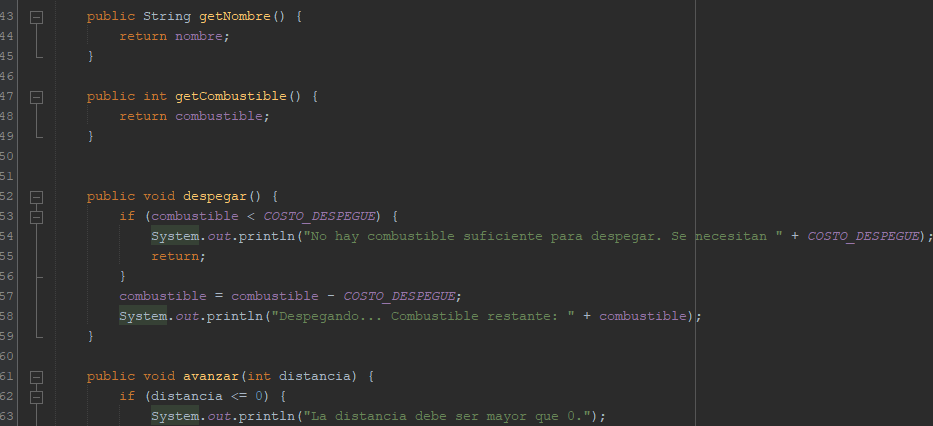 43 public String getNombre() {
44 return nombre;
45 }
46
47 public int getCombustible() {
48 return combustible;
49 }
50
51
52 public void despegar() {
53 if (combustible < COSTO_DESPEGUE) {
54 System.out.println("No hay combustible suficiente para despegar. Se necesitan " + COSTO_DESPEGUE);
55 return;
56 }
57 combustible = combustible - COSTO_DESPEGUE;
58 System.out.println("Despegando... Combustible restante: " + combustible);
59 }
60
61 public void avanzar(int distancia) {
62 if (distancia <= 0) {
63 System.out.println("La distancia debe ser mayor que 0.");